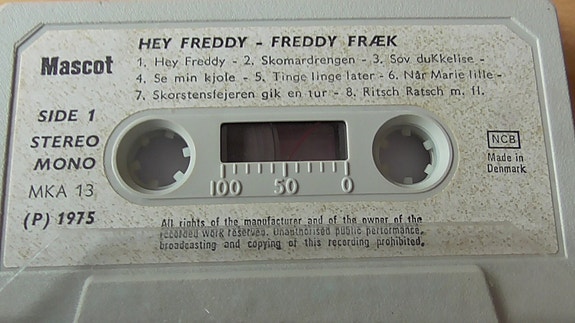 HEY FREDDY - FREDDY FRÆK
Mascot
1. Hey Freddy - 2. Skomardrengen - 3. Sov duKkelise -
4. Se min kjole - 5. Tinge linge later - 6. Når Marie lille -
7. Skorstensfejeren gik en tur - 8. Ritsch Ratsch m. fl.
SIDE 1
STEREO
MONO
MKA 13
(P) 1975
100 50 0
NCB
Made in
Denmark
All rights of the manufacturer and of the owner of the
recorded work reserved. Unauthorised public performance,
broadcasting and copying of this recording prohibited.